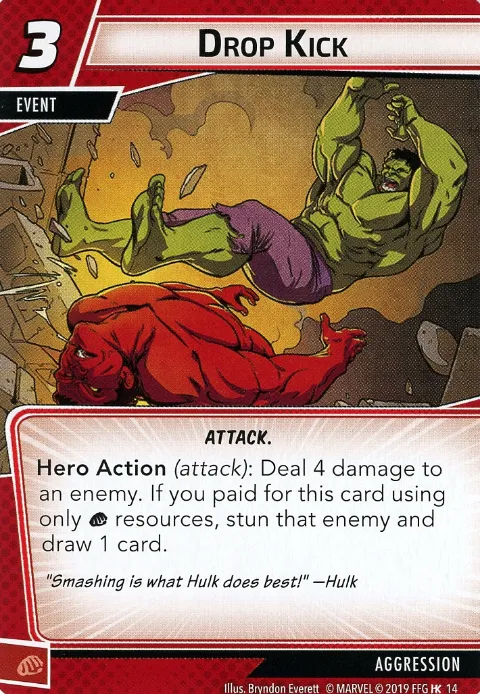 3
DROP KICK
EVENT
ATTACK.
Hero Action (attack): Deal 4 damage to
an enemy. If you paid for this card using
only resources, stun that enemy and
draw 1 card.
"Smashing is what Hulk does best!" —Hulk
AGGRESSION
Illus. Bryndon Everett © MARVEL © 2019 FFG HK 14